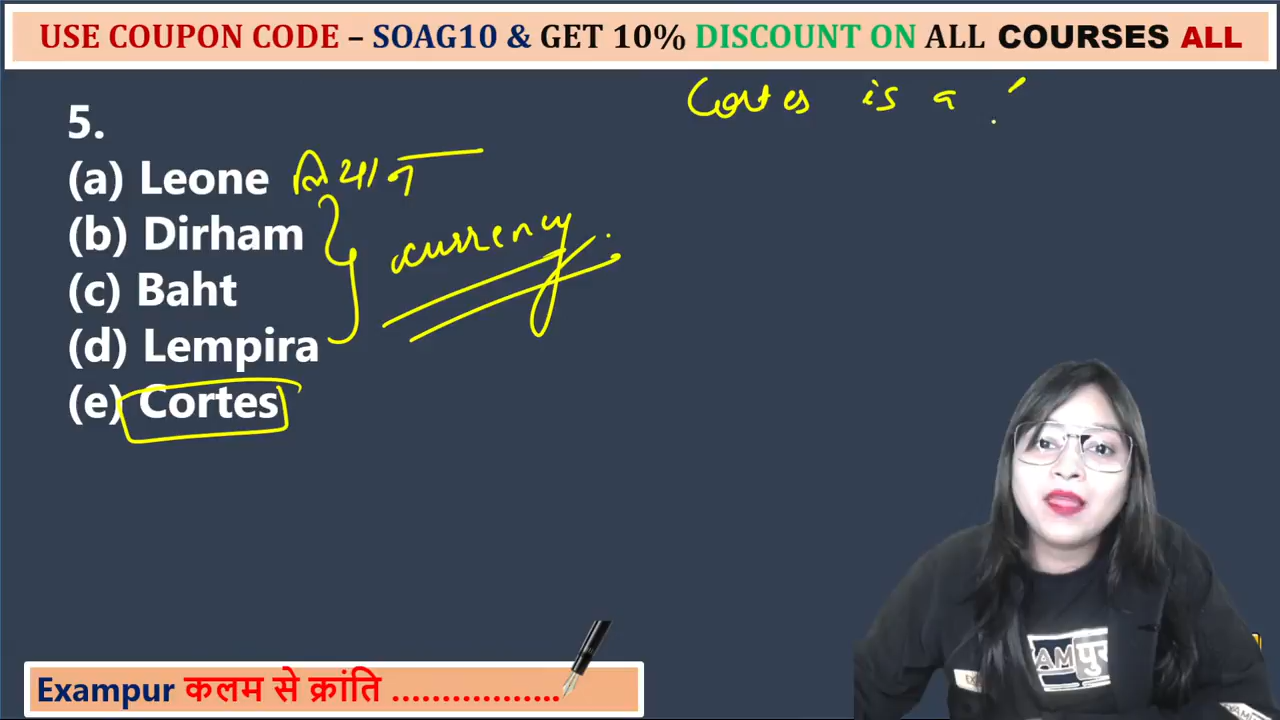 USE COUPON CODE – SOAG10 & GET 10% DISCOUNT ON ALL COURSES ALL
Cortes is a
5.
(a) Leone
(b) Dirham
(c) Baht
(d) Lempira
currency
(e) Cortes
Exampur कलम से क्रांति ..................
AM पुर